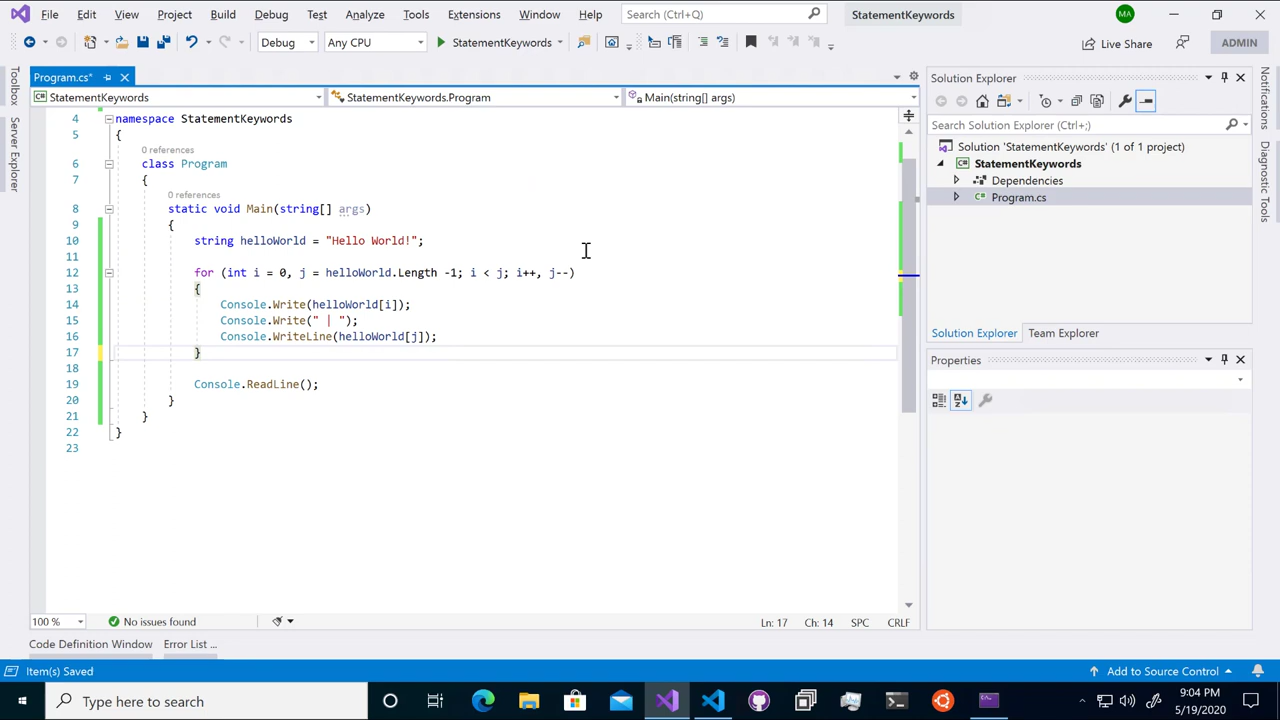 File Edit View Project Build Debug Test Analyze Tools Extensions Window Help Search (Ctrl+Q) StatementKeywords MA
Debug Any CPU StatementKeywords Live Share ADMIN
Toolbox
Server Explorer
Program.cs*
StatementKeywords StatementKeywords.Program Main(string[] args)
4 namespace StatementKeywords
5 {
0 references
6 class Program
7 {
0 references
8 static void Main(string[] args)
9 {
10 string helloWorld = "Hello World!";
11
12 for (int i = 0, j = helloWorld.Length -1; i < j; i++, j--)
13 {
14 Console.Write(helloWorld[i]);
15 Console.Write(" | ");
16 Console.WriteLine(helloWorld[j]);
17 }
18
19 Console.ReadLine();
20 }
21 }
22 }
23
100 % No issues found Ln: 17 Ch: 14 SPC CRLF
Code Definition Window Error List ...
Solution Explorer
Search Solution Explorer (Ctrl+;)
Solution 'StatementKeywords' (1 of 1 project)
StatementKeywords
Dependencies
Program.cs
Solution Explorer Team Explorer
Properties
Notifications
Diagnostic Tools
Item(s) Saved Add to Source Control
Type here to search
9:04 PM
5/19/2020